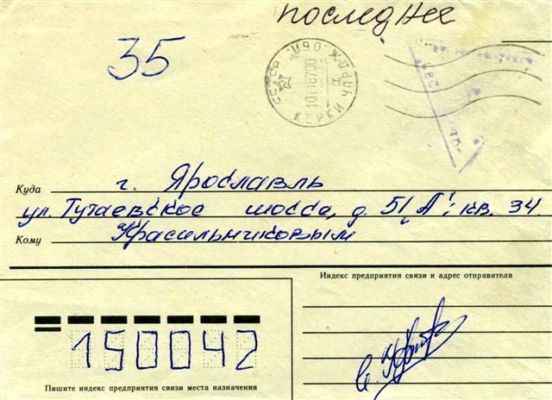 последнее
35
КЕРКИ
Куда г. Ярославль
ул. Тутаевское шоссе, д. 51 "А", кв. 34
Кому Красильниковым
Индекс предприятия связи и адрес отправителя
150042
Пишите индекс предприятия связи места назначения